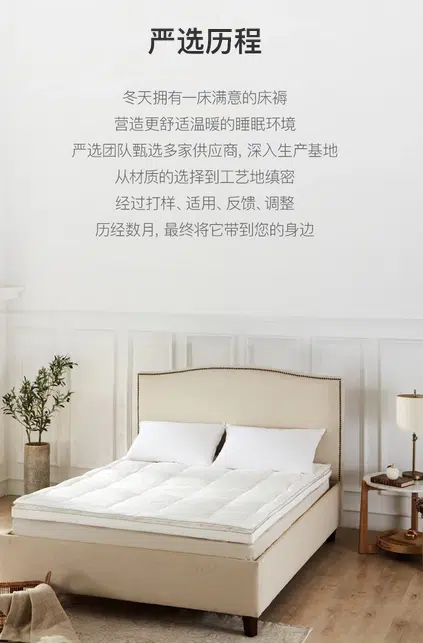 严选历程
冬天拥有一床满意的床褥
营造更舒适温暖的睡眠环境
严选团队甄选多家供应商, 深入生产基地
从材质的选择到工艺地缜密
经过打样、适用、反馈、调整
历经数月, 最终将它带到您的身边